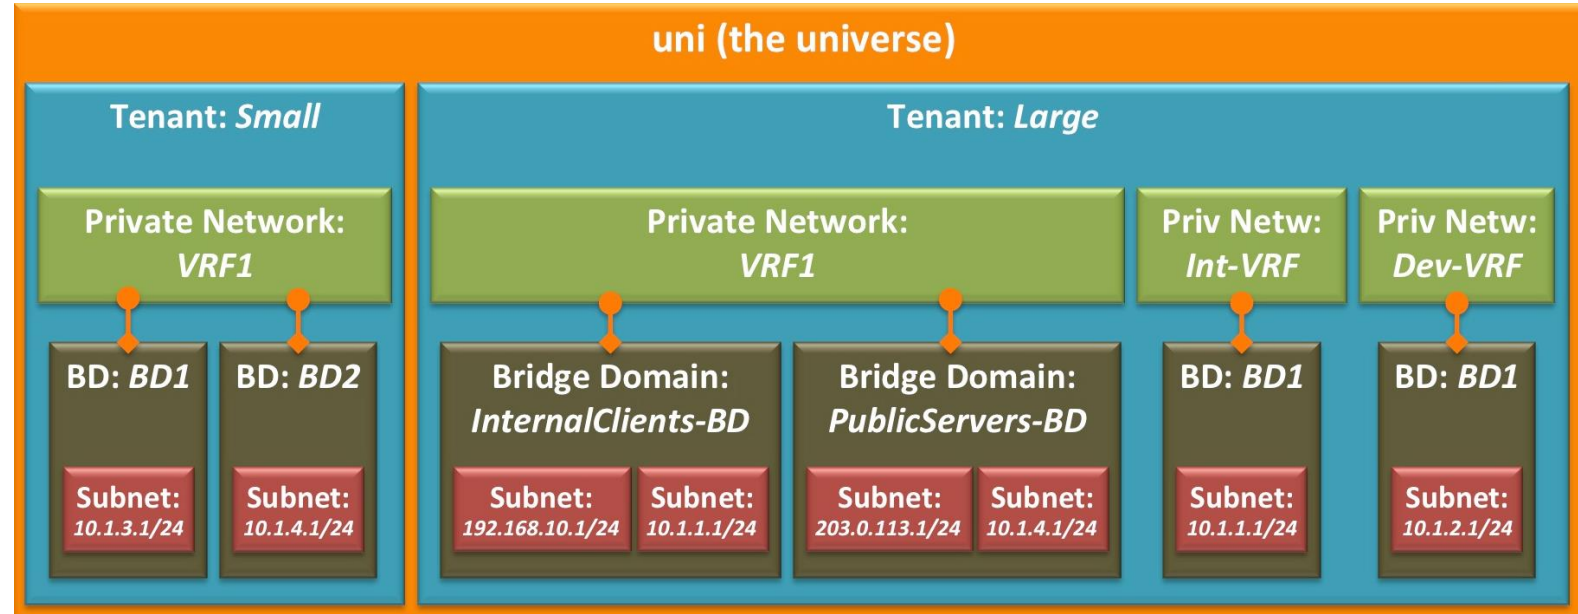 uni (the universe)
Tenant: Small
Private Network:
VRF1
BD: BD1
Subnet:
10.1.3.1/24
BD: BD2
Subnet:
10.1.4.1/24
Tenant: Large
Private Network:
VRF1
Bridge Domain:
InternalClients-BD
Subnet:
192.168.10.1/24
Subnet:
10.1.1.1/24
Bridge Domain:
PublicServers-BD
Subnet:
203.0.113.1/24
Subnet:
10.1.4.1/24
Priv Netw:
Int-VRF
BD: BD1
Subnet:
10.1.1.1/24
Priv Netw:
Dev-VRF
BD: BD1
Subnet:
10.1.2.1/24